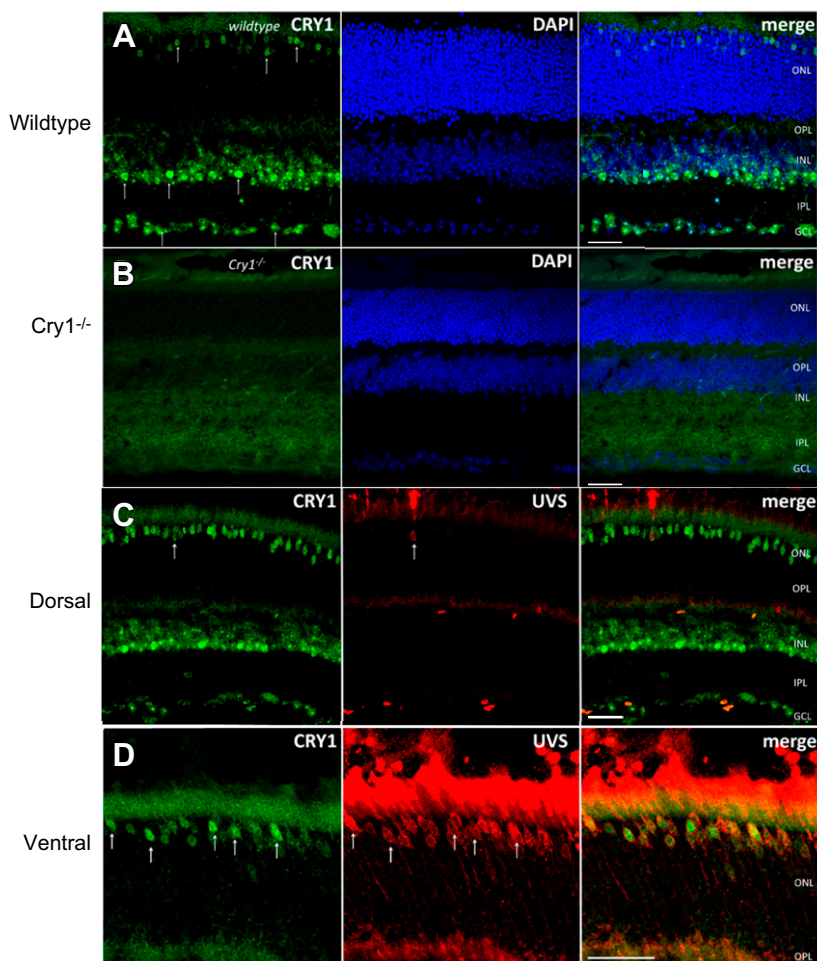 A wildtype CRY1 DAPI merge
ONL
Wildtype
OPL
INL
IPL
GCL
B Cry1-/- CRY1 DAPI merge
ONL
Cry1-/-
OPL
INL
IPL
GCL
C CRY1 UVS merge
ONL
OPL
Dorsal
INL
IPL
GCL
D CRY1 UVS merge
Ventral
ONL
OPL